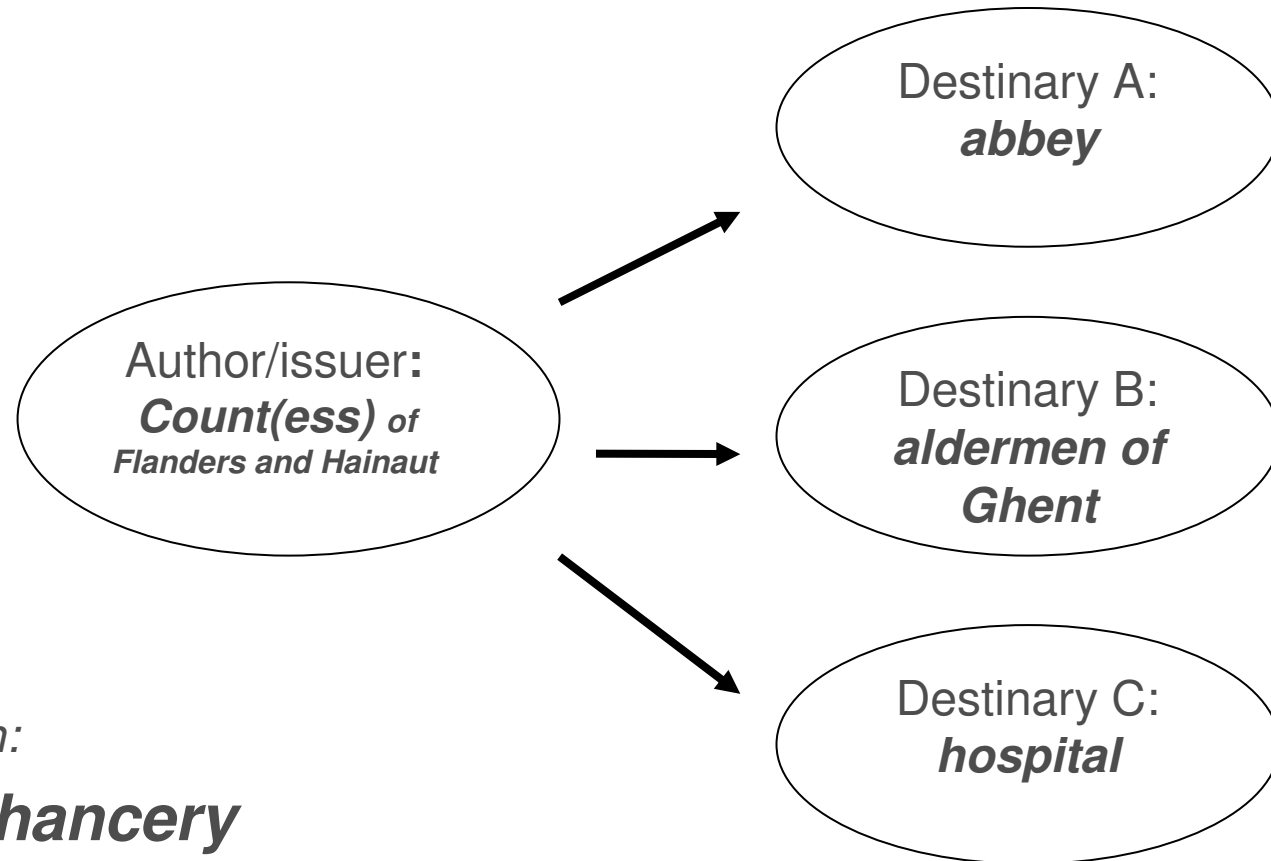 Destinary A:
abbey
Author/issuer:
Count(ess) of
Flanders and Hainaut
Destinary B:
aldermen of
Ghent
Destinary C:
hospital
n:
hancery